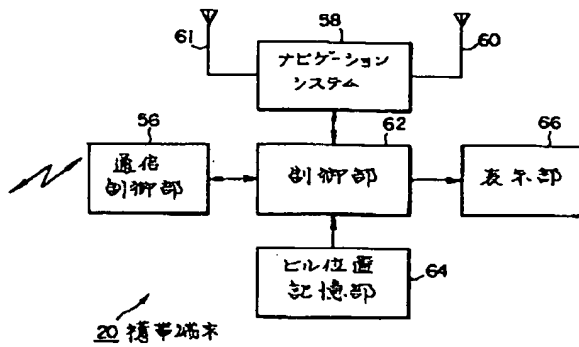 61
58
60
ナビゲーション
システム
56
62
66
通信
制御部
制御部
表示部
ビル位置
記憶部
64
20 携帯端末